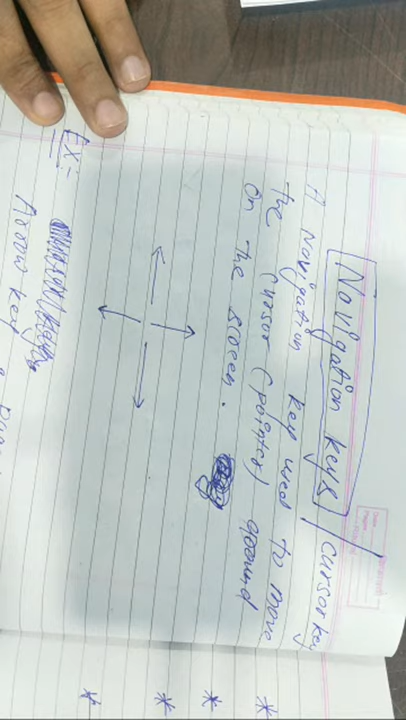 Navigation keys / cursor key
A Navigation key used to move
the cursor (pointer) around
on the screen.
Ex:-
Arrow key